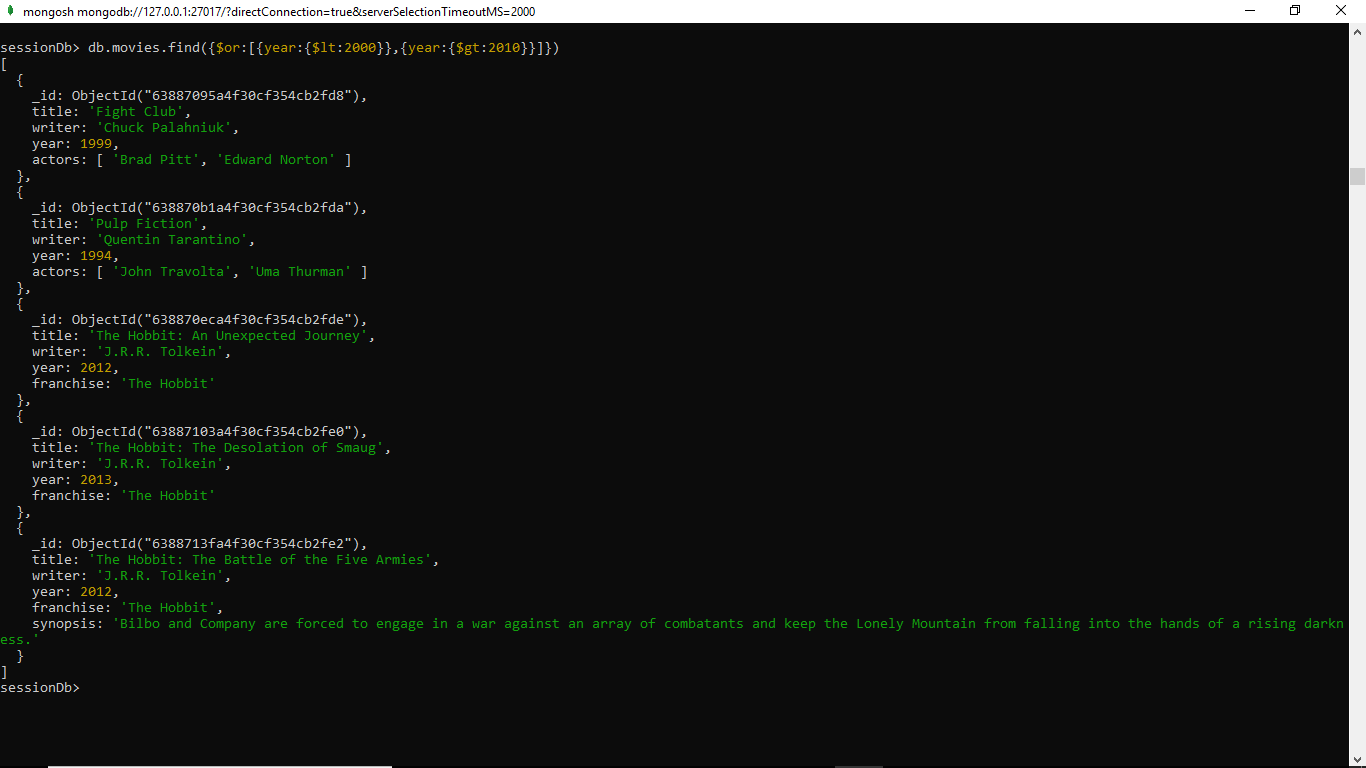 mongosh mongodb://127.0.0.1:27017/?directConnection=true&serverSelectionTimeoutMS=2000
sessionDb> db.movies.find({$or:[{year:{$lt:2000}},{year:{$gt:2010}}]})
[
  {
    _id: ObjectId("63887095a4f30cf354cb2fd8"),
    title: 'Fight Club',
    writer: 'Chuck Palahniuk',
    year: 1999,
    actors: [ 'Brad Pitt', 'Edward Norton' ]
  },
  {
    _id: ObjectId("638870b1a4f30cf354cb2fda"),
    title: 'Pulp Fiction',
    writer: 'Quentin Tarantino',
    year: 1994,
    actors: [ 'John Travolta', 'Uma Thurman' ]
  },
  {
    _id: ObjectId("638870eca4f30cf354cb2fde"),
    title: 'The Hobbit: An Unexpected Journey',
    writer: 'J.R.R. Tolkein',
    year: 2012,
    franchise: 'The Hobbit'
  },
  {
    _id: ObjectId("63887103a4f30cf354cb2fe0"),
    title: 'The Hobbit: The Desolation of Smaug',
    writer: 'J.R.R. Tolkein',
    year: 2013,
    franchise: 'The Hobbit'
  },
  {
    _id: ObjectId("6388713fa4f30cf354cb2fe2"),
    title: 'The Hobbit: The Battle of the Five Armies',
    writer: 'J.R.R. Tolkein',
    year: 2012,
    franchise: 'The Hobbit',
    synopsis: 'Bilbo and Company are forced to engage in a war against an array of combatants and keep the Lonely Mountain from falling into the hands of a rising darkn
ess.'
  }
]
sessionDb>